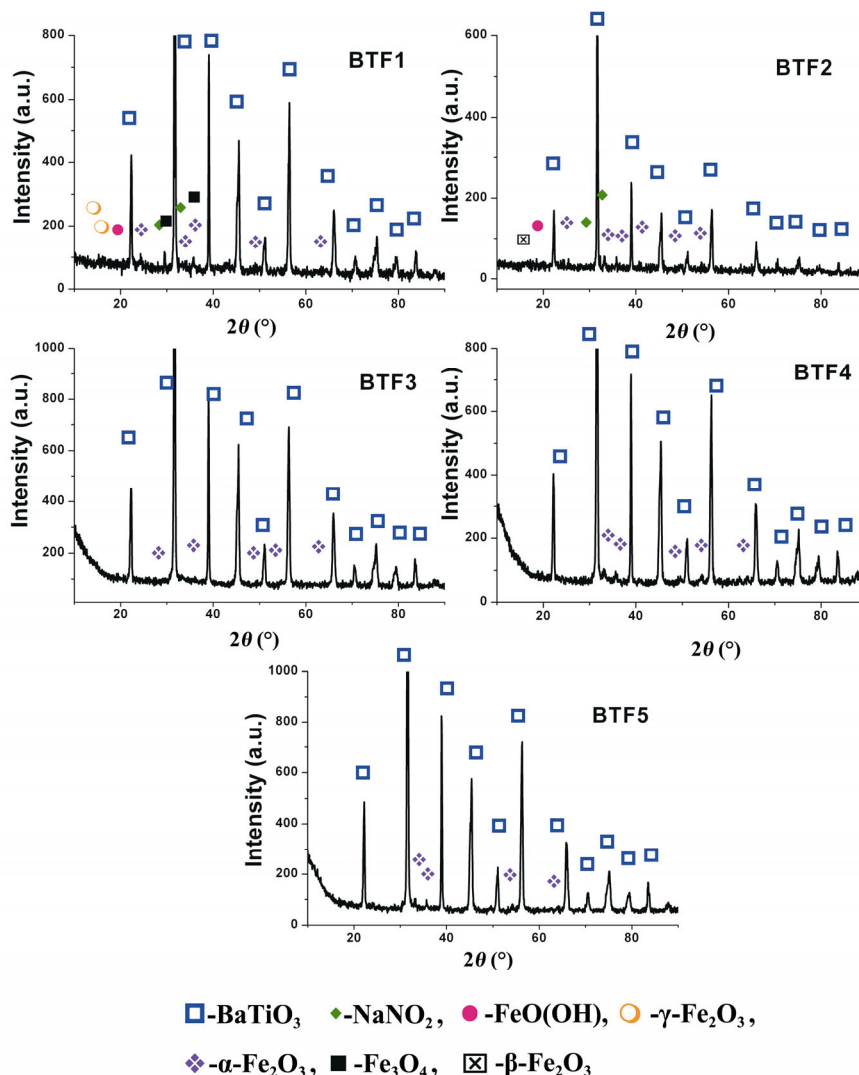 BTF1
Intensity (a.u.)
800
600
400
200
0
20 40 60 80
2θ (°)
BTF2
Intensity (a.u.)
600
400
200
0
20 40 60 80
2θ (°)
BTF3
Intensity (a.u.)
1000
800
600
400
200
20 40 60 80
2θ (°)
BTF4
Intensity (a.u.)
800
600
400
200
0
20 40 60 80
2θ (°)
BTF5
Intensity (a.u.)
1000
800
600
400
200
0
20 40 60 80
2θ (°)
-BaTiO₃ -NaNO₂, -FeO(OH), -γ-Fe₂O₃,
-α-Fe₂O₃, -Fe₃O₄, -β-Fe₂O₃